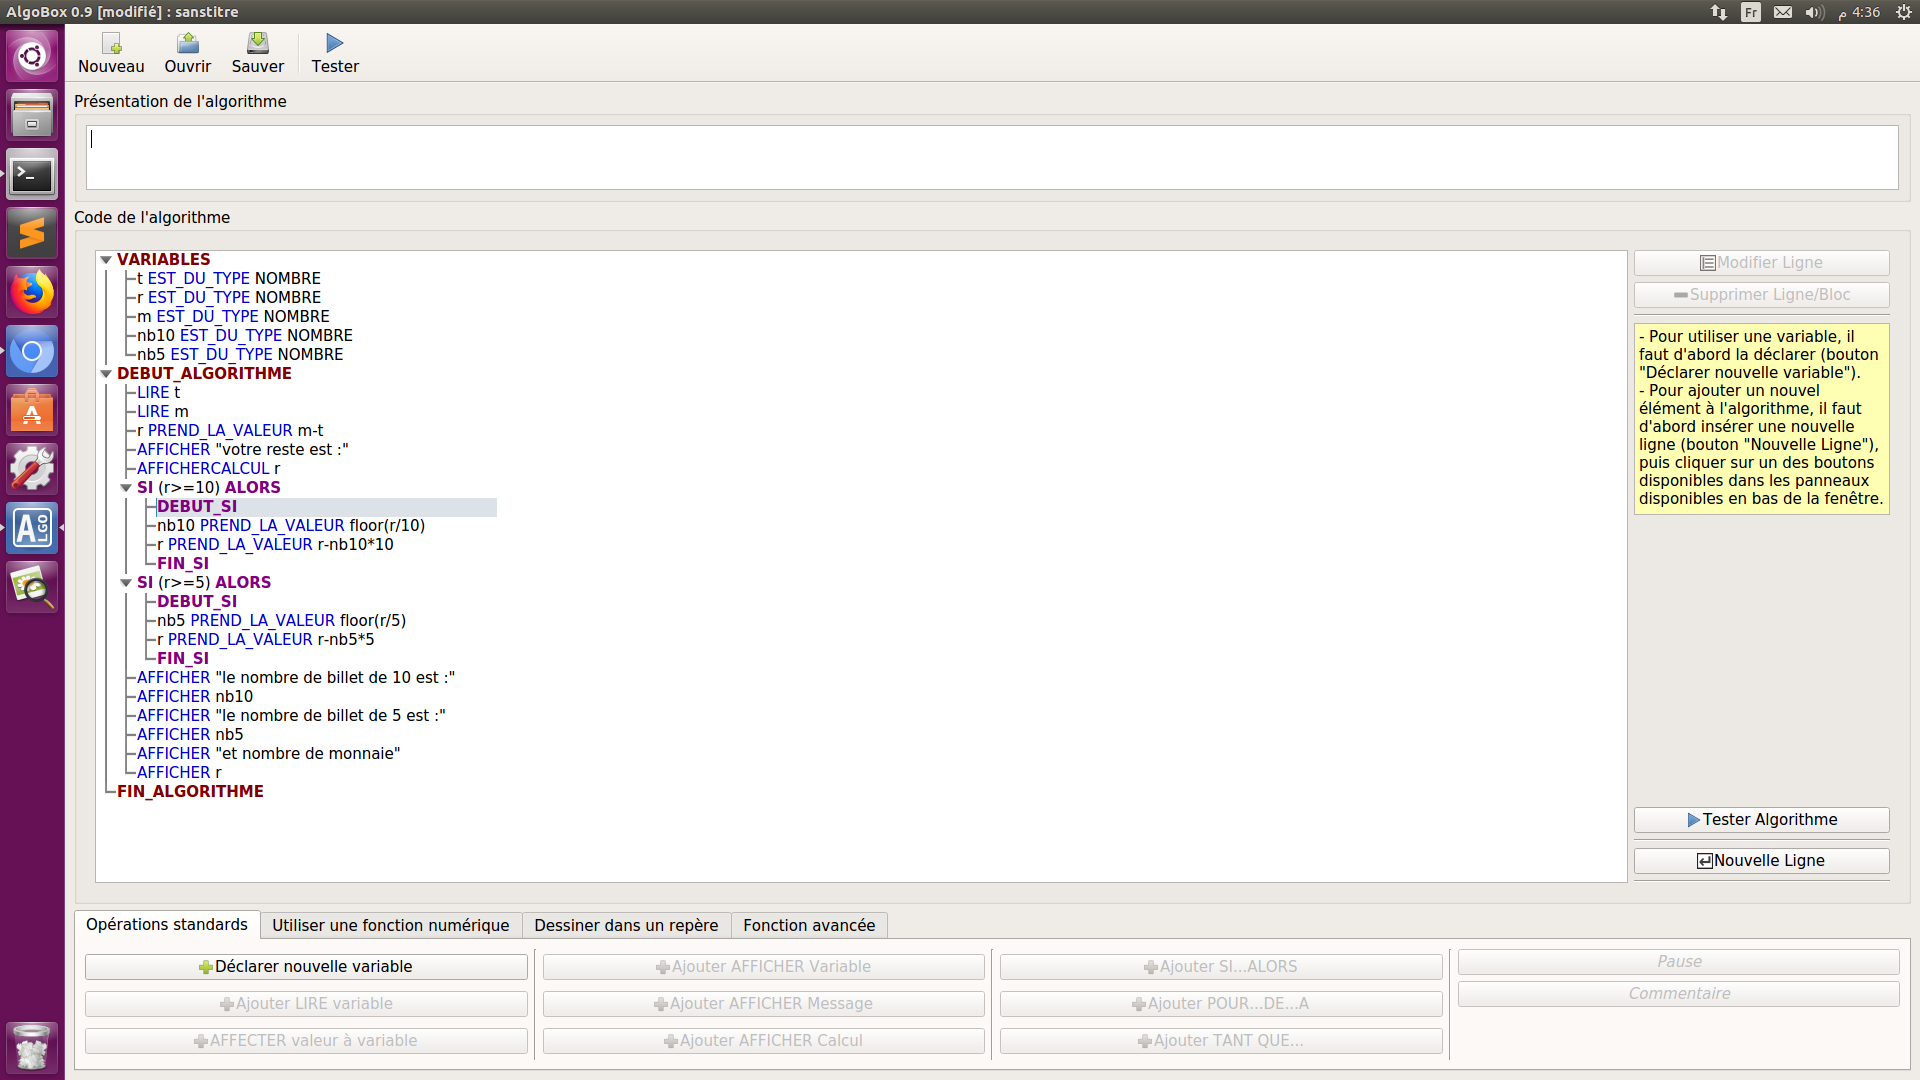 AlgoBox 0.9 [modifié] : sanstitre
Fr
4:36 م
Nouveau
Ouvrir
Sauver
Tester
Présentation de l'algorithme
Code de l'algorithme
VARIABLES
t EST_DU_TYPE NOMBRE
r EST_DU_TYPE NOMBRE
m EST_DU_TYPE NOMBRE
nb10 EST_DU_TYPE NOMBRE
nb5 EST_DU_TYPE NOMBRE
DEBUT_ALGORITHME
LIRE t
LIRE m
r PREND_LA_VALEUR m-t
AFFICHER "votre reste est :"
AFFICHERCALCUL r
SI (r>=10) ALORS
DEBUT_SI
nb10 PREND_LA_VALEUR floor(r/10)
r PREND_LA_VALEUR r-nb10*10
FIN_SI
SI (r>=5) ALORS
DEBUT_SI
nb5 PREND_LA_VALEUR floor(r/5)
r PREND_LA_VALEUR r-nb5*5
FIN_SI
AFFICHER "le nombre de billet de 10 est :"
AFFICHER nb10
AFFICHER "le nombre de billet de 5 est :"
AFFICHER nb5
AFFICHER "et nombre de monnaie"
AFFICHER r
FIN_ALGORITHME
Modifier Ligne
Supprimer Ligne/Bloc
- Pour utiliser une variable, il
faut d'abord la déclarer (bouton
"Déclarer nouvelle variable").
- Pour ajouter un nouvel
élément à l'algorithme, il faut
d'abord insérer une nouvelle
ligne (bouton "Nouvelle Ligne"),
puis cliquer sur un des boutons
disponibles dans les panneaux
disponibles en bas de la fenêtre.
Tester Algorithme
Nouvelle Ligne
ALGO
Opérations standards
Utiliser une fonction numérique
Dessiner dans un repère
Fonction avancée
Déclarer nouvelle variable
Ajouter LIRE variable
AFFECTER valeur à variable
Ajouter AFFICHER Variable
Ajouter AFFICHER Message
Ajouter AFFICHER Calcul
Ajouter SI...ALORS
Ajouter POUR...DE...A
Ajouter TANT QUE...
Pause
Commentaire